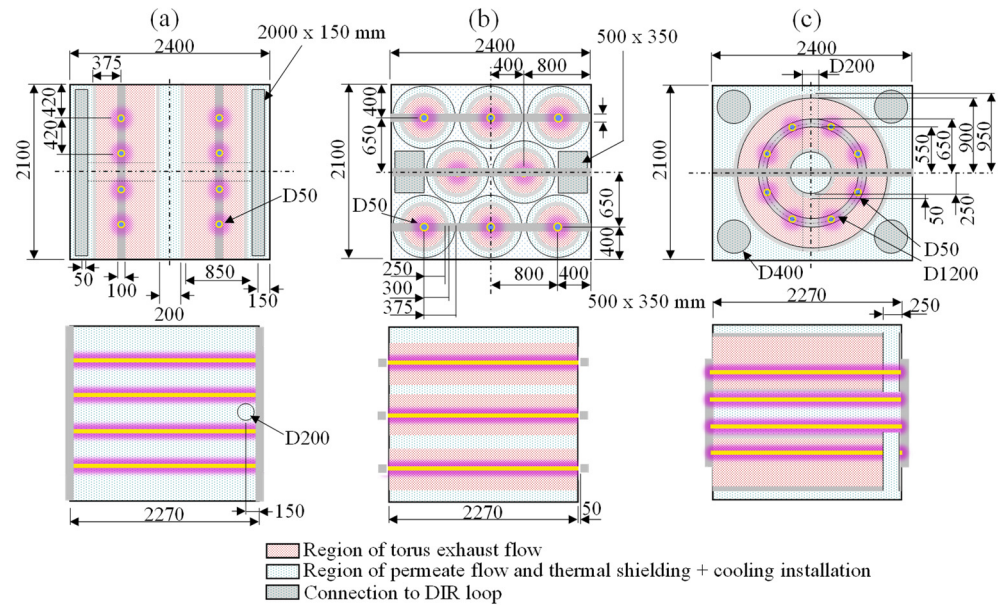 (a)
(b)
(c)
2400
2000 x 150 mm
375
420
420
2100
D50
50
100
200
850
150
2400
500 x 350
400
800
400
650
2100
D50
650
400
250
300
375
800
400
500 x 350 mm
2400
D200
2100
550
650
900
950
50
250
D50
D1200
D400
D200
2270
150
2270
50
2270
250
Region of torus exhaust flow
Region of permeate flow and thermal shielding + cooling installation
Connection to DIR loop